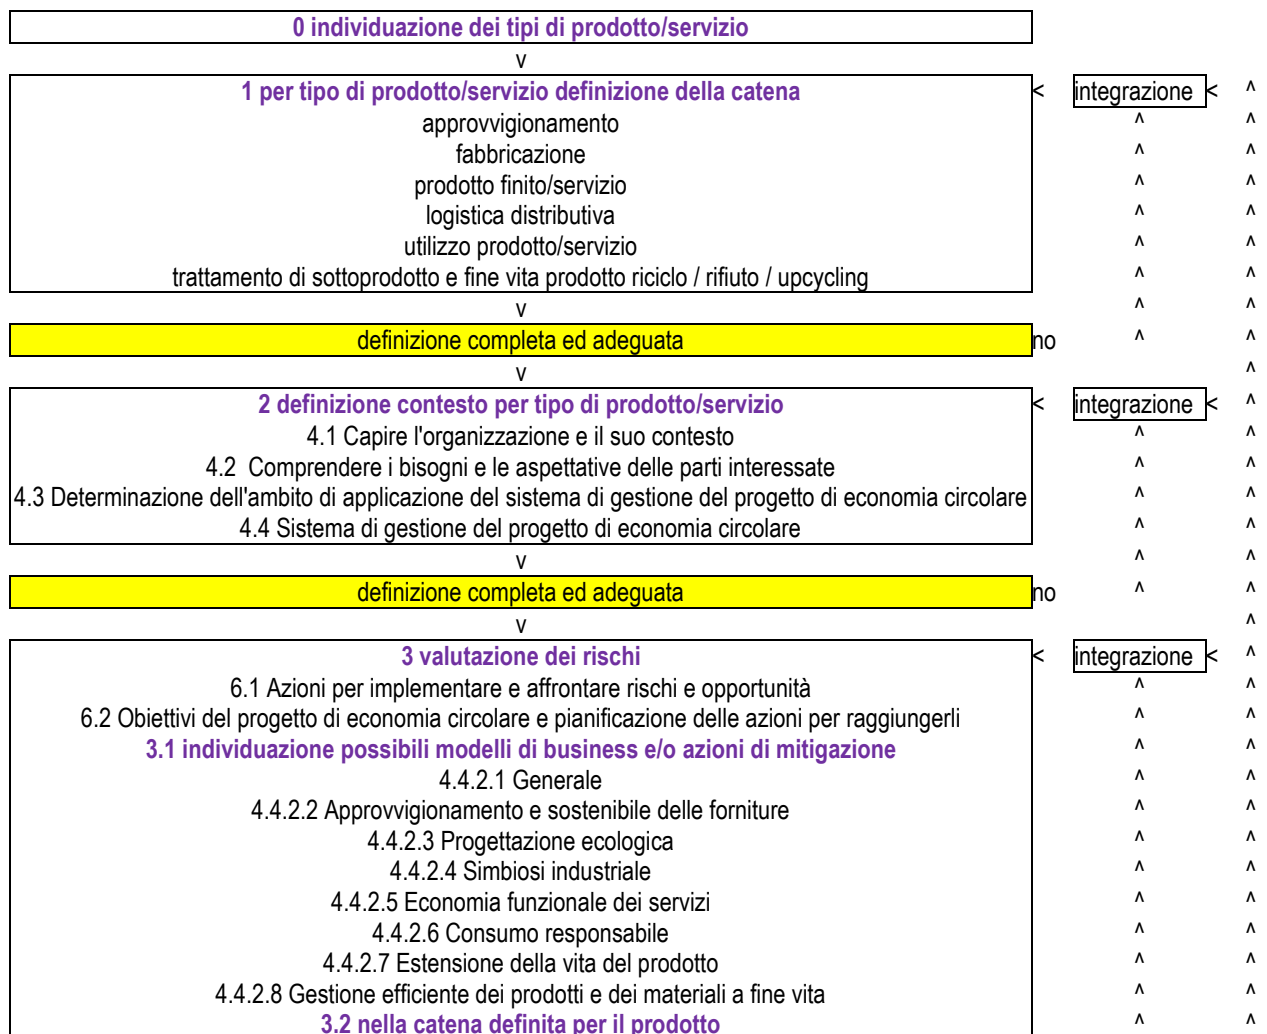 0 individuazione dei tipi di prodotto/servizio
v
1 per tipo di prodotto/servizio definizione della catena < integrazione < ^
approvvigionamento ^ ^
fabbricazione ^ ^
prodotto finito/servizio ^ ^
logistica distributiva ^ ^
utilizzo prodotto/servizio ^ ^
trattamento di sottoprodotto e fine vita prodotto riciclo / rifiuto / upcycling ^ ^
v ^ ^
definizione completa ed adeguata no ^ ^
v ^
2 definizione contesto per tipo di prodotto/servizio < integrazione < ^
4.1 Capire l'organizzazione e il suo contesto ^ ^
4.2 Comprendere i bisogni e le aspettative delle parti interessate ^ ^
4.3 Determinazione dell'ambito di applicazione del sistema di gestione del progetto di economia circolare ^ ^
4.4 Sistema di gestione del progetto di economia circolare ^ ^
v ^ ^
definizione completa ed adeguata no ^ ^
v ^
3 valutazione dei rischi < integrazione < ^
6.1 Azioni per implementare e affrontare rischi e opportunità ^ ^
6.2 Obiettivi del progetto di economia circolare e pianificazione delle azioni per raggiungerli ^ ^
3.1 individuazione possibili modelli di business e/o azioni di mitigazione ^ ^
4.4.2.1 Generale ^ ^
4.4.2.2 Approvvigionamento e sostenibile delle forniture ^ ^
4.4.2.3 Progettazione ecologica ^ ^
4.4.2.4 Simbiosi industriale ^ ^
4.4.2.5 Economia funzionale dei servizi ^ ^
4.4.2.6 Consumo responsabile ^ ^
4.4.2.7 Estensione della vita del prodotto ^ ^
4.4.2.8 Gestione efficiente dei prodotti e dei materiali a fine vita ^ ^
3.2 nella catena definita per il prodotto ^ ^